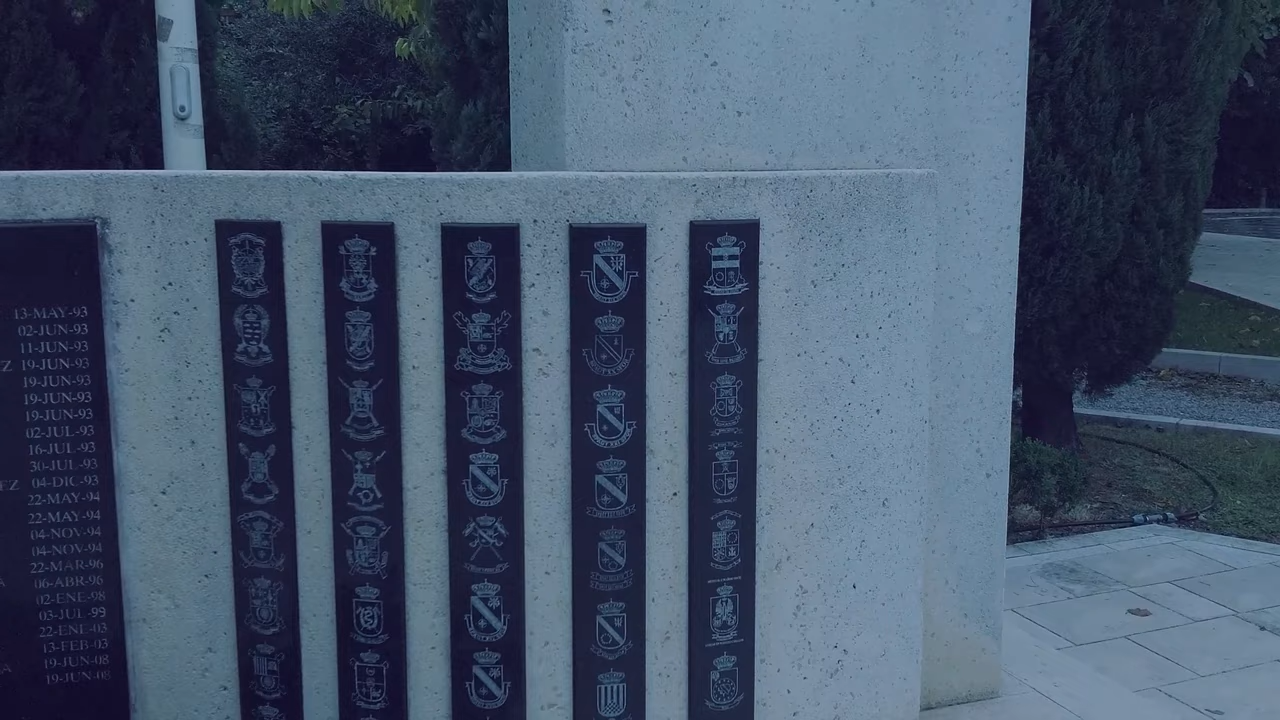 13-MAY-93
02-JUN-93
11-JUN-93
Z 19-JUN-93
19-JUN-93
19-JUN-93
19-JUN-93
02-JUL-93
16-JUL-93
30-JUL-93
EZ 04-DIC-93
22-MAY-94
22-MAY-94
04-NOV-94
04-NOV-94
22-MAR-96
A 06-ABR-96
02-ENE-98
03-JUL-99
22-ENE-03
13-FEB-03
A 19-JUN-08
19-JUN-08